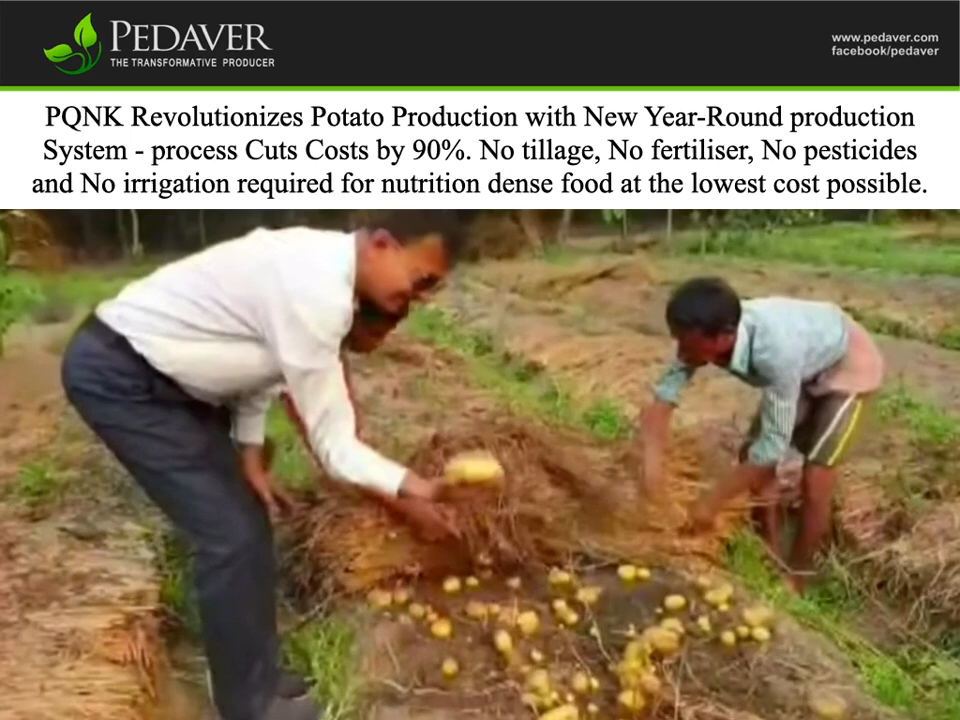 PEDAVER
THE TRANSFORMATIVE PRODUCER
www.pedaver.com
facebook/pedaver
PQNK Revolutionizes Potato Production with New Year-Round production
System - process Cuts Costs by 90%. No tillage, No fertiliser, No pesticides
and No irrigation required for nutrition dense food at the lowest cost possible.